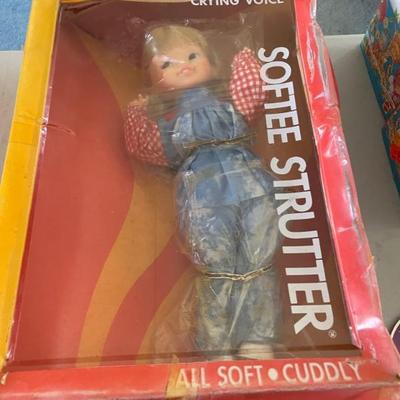 CRYING VOICE
SOFTEE STRUTTER®
ALL SOFT • CUDDLY